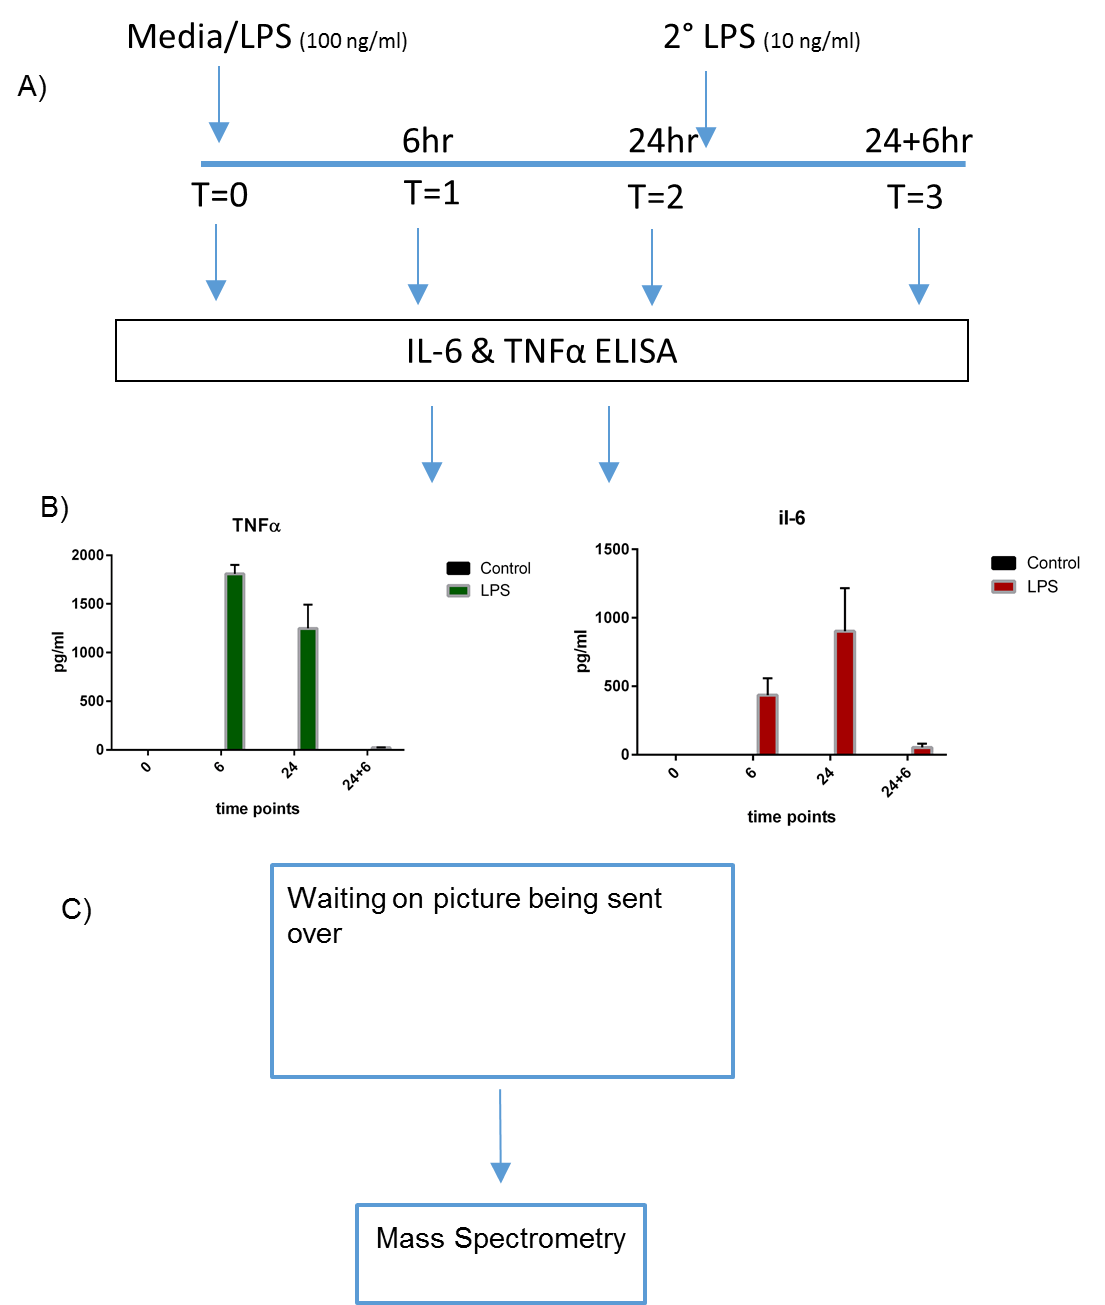 Media/LPS (100 ng/ml)
2° LPS (10 ng/ml)
A)
6hr
24hr
24+6hr
T=0
T=1
T=2
T=3
IL-6 & TNFα ELISA
B)
TNFα
2000
1500
1000
500
0
pg/ml
0
6
24
24+6
time points
Control
LPS
il-6
1500
1000
500
0
pg/ml
0
6
24
24+6
time points
Control
LPS
C)
Waiting on picture being sent
over
Mass Spectrometry